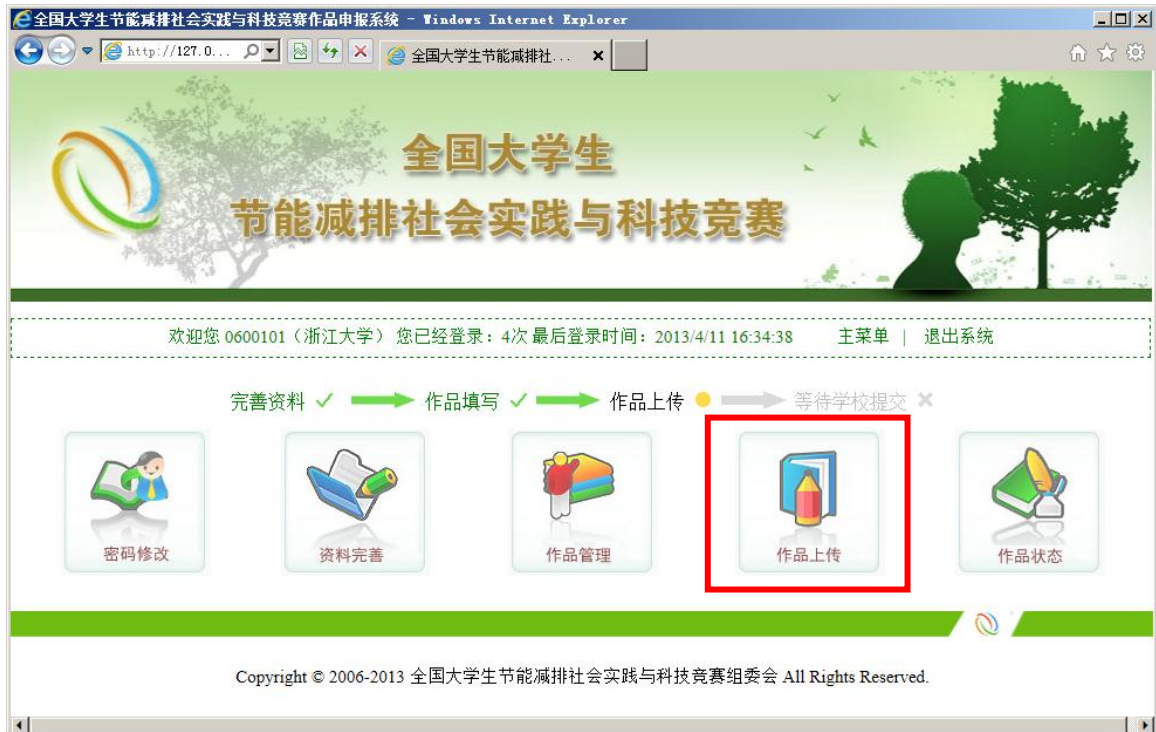 全国大学生节能减排社会实践与科技竞赛作品申报系统 - Windows Internet Explorer
http://127.0... 全国大学生节能减排社...
全国大学生
节能减排社会实践与科技竞赛
欢迎您 0600101（浙江大学） 您已经登录：4次 最后登录时间：2013/4/11 16:34:38 主菜单 | 退出系统
完善资料 作品填写 作品上传 等待学校提交
密码修改 资料完善 作品管理 作品上传 作品状态
Copyright © 2006-2013 全国大学生节能减排社会实践与科技竞赛组委会 All Rights Reserved.